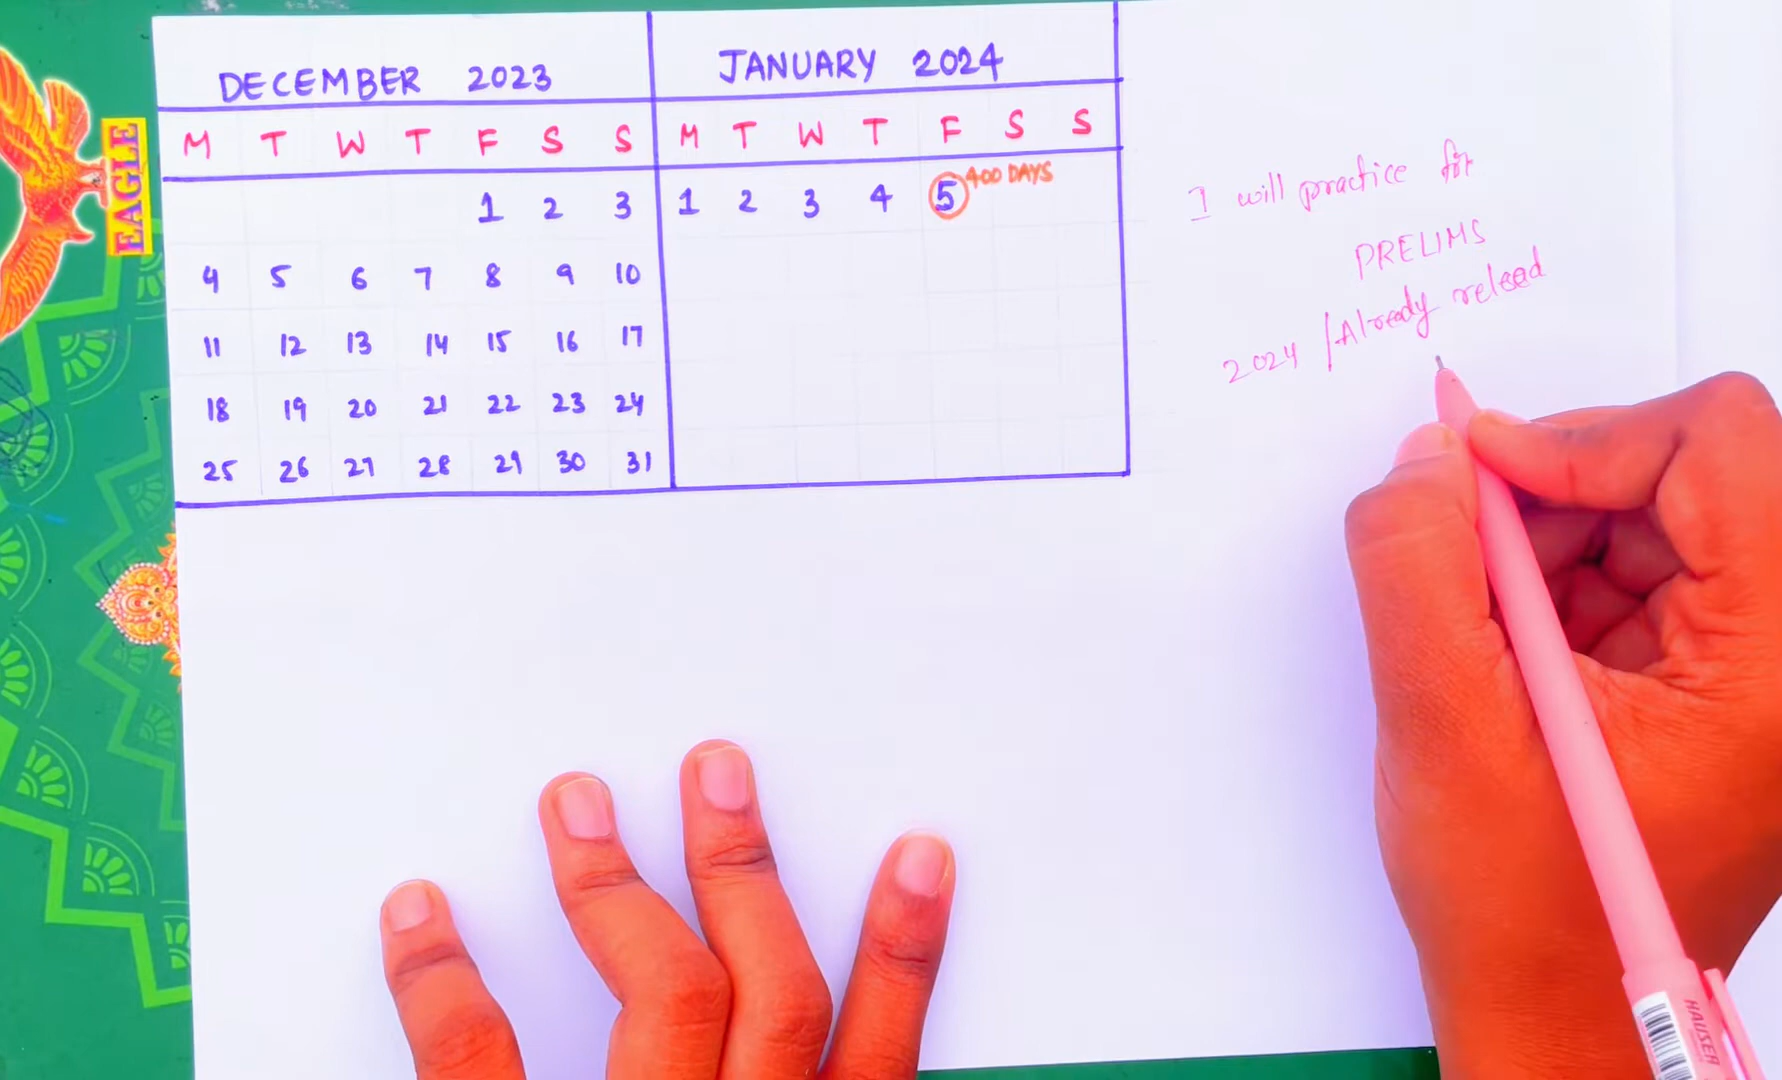 DECEMBER 2023
M T W T F S S
1 2 3
4 5 6 7 8 9 10
11 12 13 14 15 16 17
18 19 20 21 22 23 24
25 26 27 28 29 30 31
JANUARY 2024
M T W T F S S
1 2 3 4 5 400 DAYS
I will practice for
PRELIMS
2024 / Already relesed
EAGLE
HAUSER